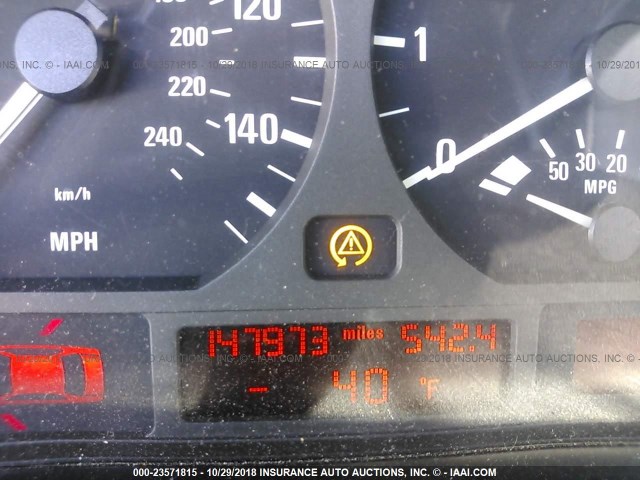 120
200
220
140
240
km/h
MPH
1
0
50 30 20
MPG
147973 miles 542.4
- 40 °F
000-23571815 - 10/29/2018 INSURANCE AUTO AUCTIONS, INC. - © IAAI.COM